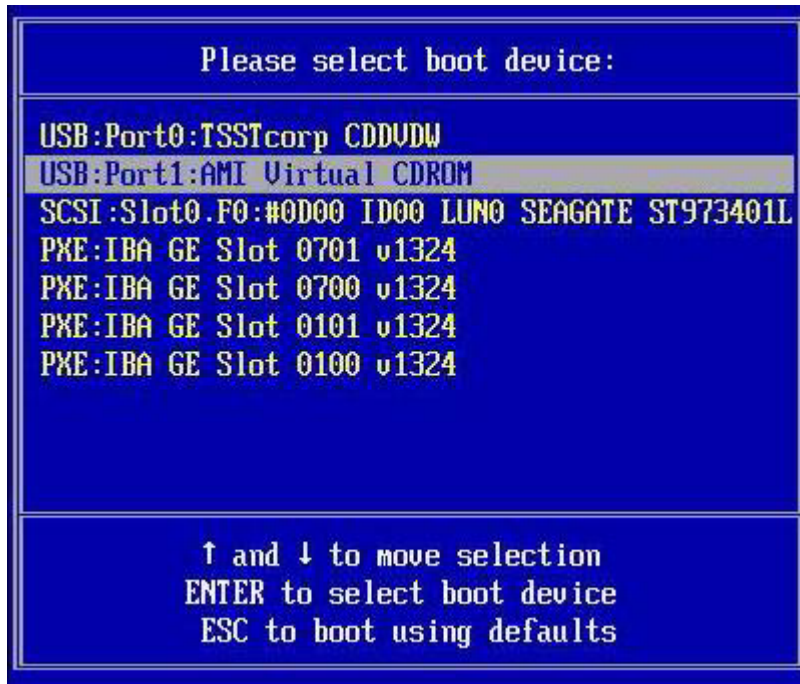 Please select boot device:
USB:Port0:TSSTcorp CDDVDW
USB:Port1:AMI Virtual CDROM
SCSI:Slot0.F0:#0D00 ID00 LUN0 SEAGATE ST973401L
PXE:IBA GE Slot 0701 v1324
PXE:IBA GE Slot 0700 v1324
PXE:IBA GE Slot 0101 v1324
PXE:IBA GE Slot 0100 v1324
↑ and ↓ to move selection
ENTER to select boot device
ESC to boot using defaults